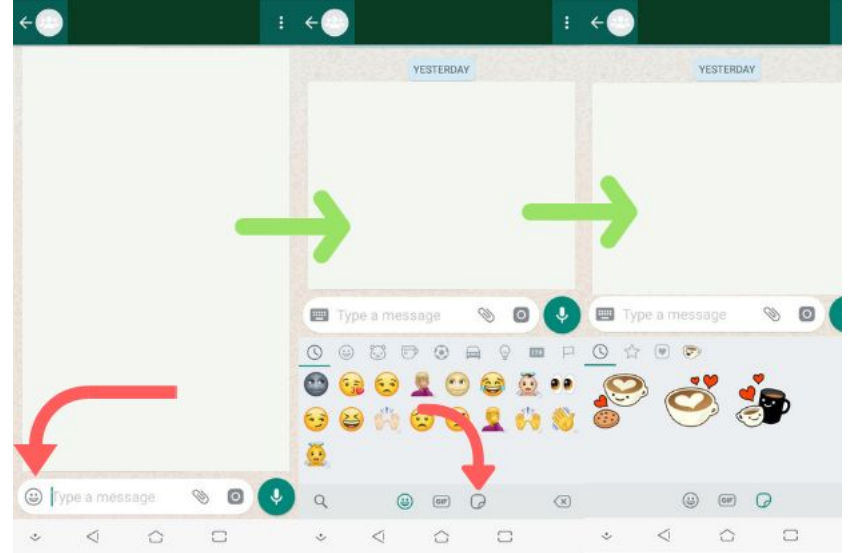 YESTERDAY
YESTERDAY
Type a message
Type a message
Type a message
GIF
GIF